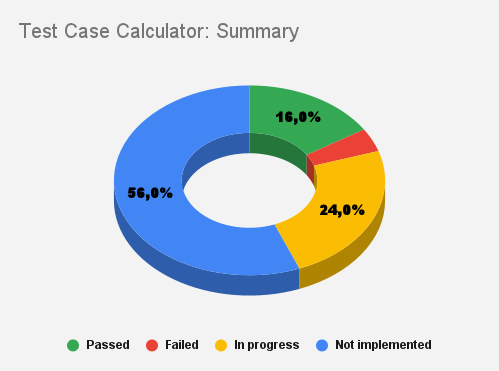 Test Case Calculator: Summary
16,0%
56,0%
24,0%
Passed Failed In progress Not implemented